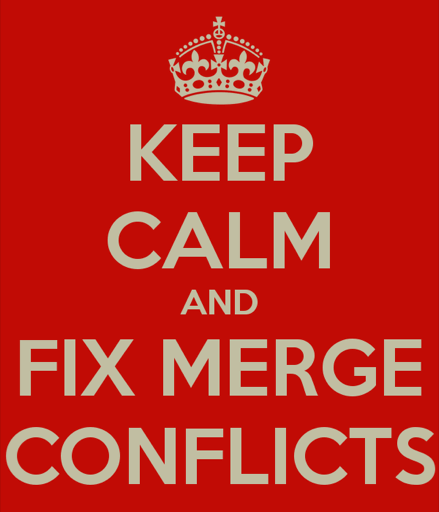 KEEP
CALM
AND
FIX MERGE
CONFLICTS